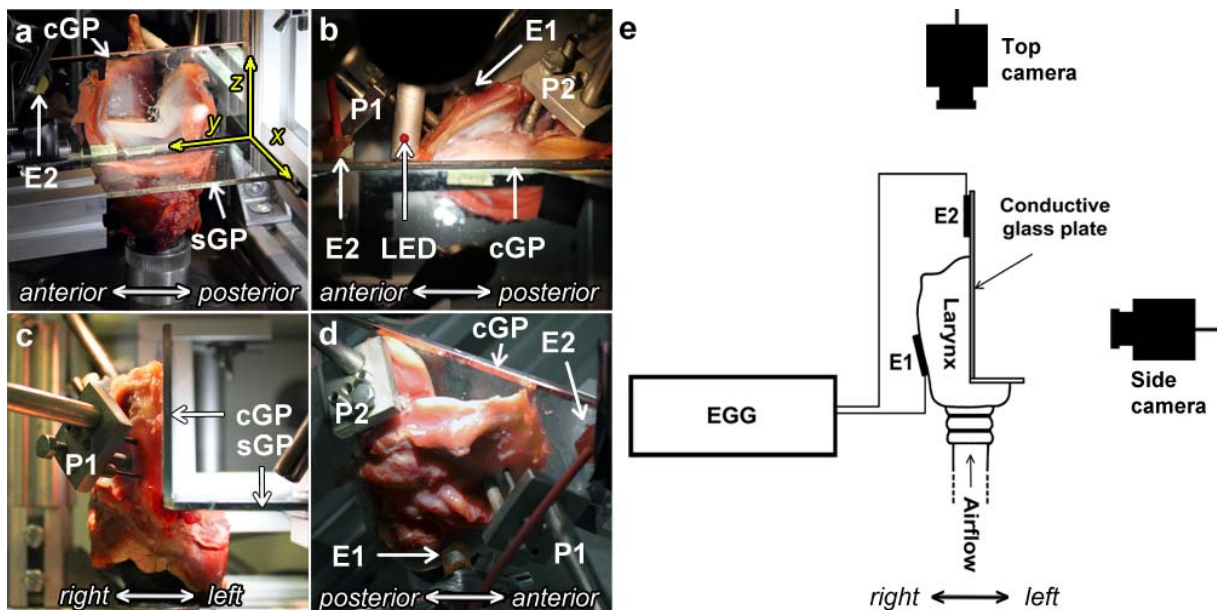 a
cGP
z
y
x
E2
sGP
anterior
posterior
b
E1
P1
P2
E2
LED
cGP
anterior
posterior
c
cGP
sGP
P1
right
left
d
cGP
E2
P2
E1
P1
posterior
anterior
e
Top
camera
E2
Conductive
glass plate
Larynx
E1
Side
camera
EGG
Airflow
right
left